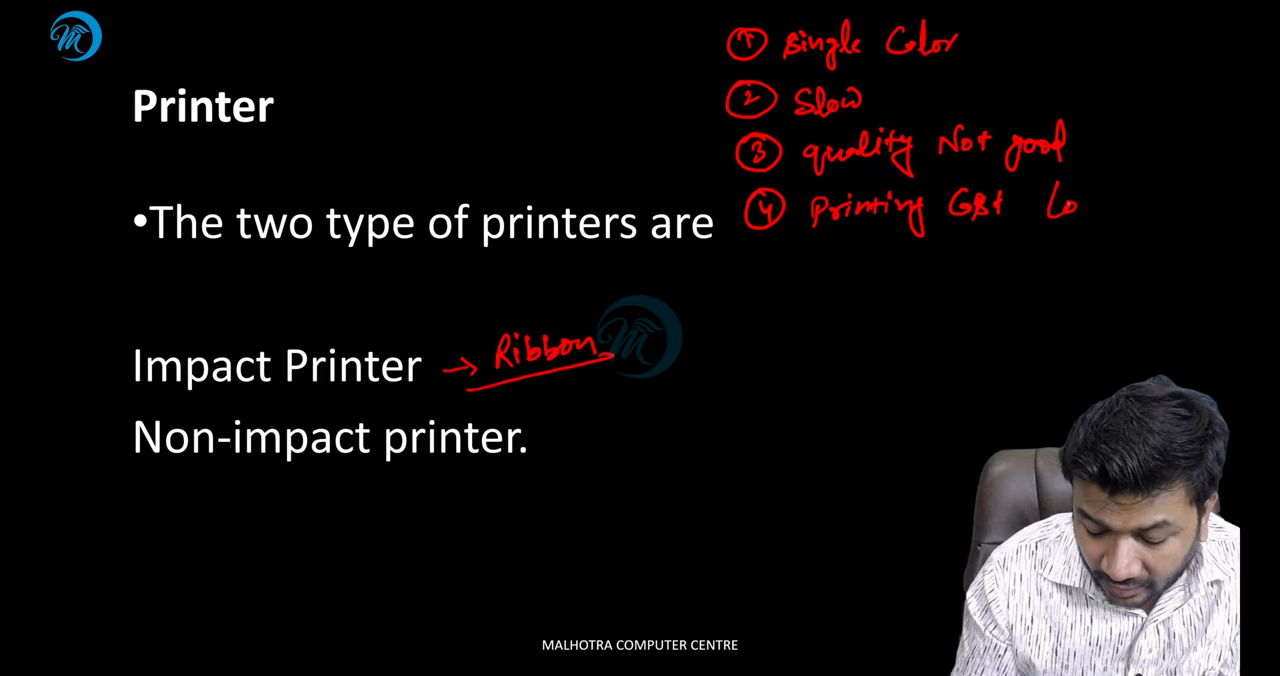 ① Single Color
② Slow
③ quality Not good
④ Printing Cost Lo
Printer
•The two type of printers are
Impact Printer → Ribbon
Non-impact printer.
MALHOTRA COMPUTER CENTRE